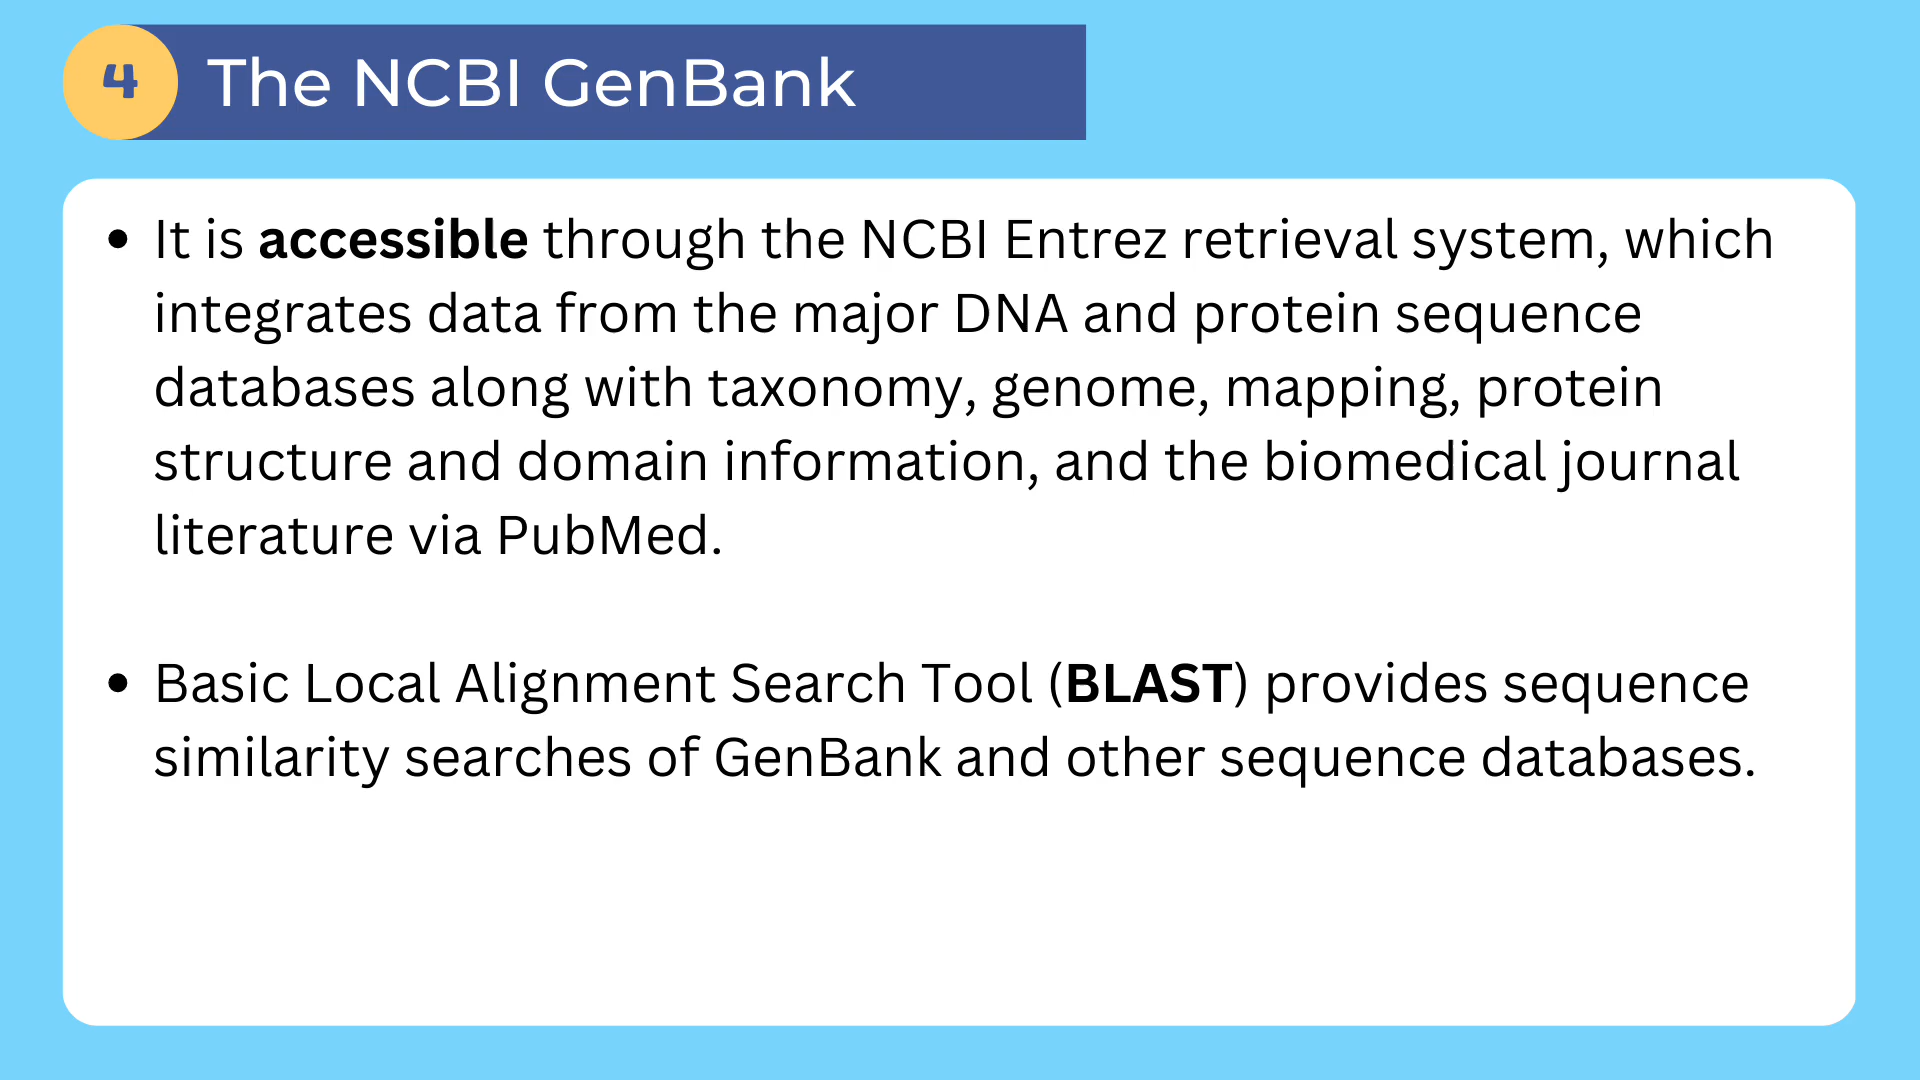 4
The NCBI GenBank
• It is accessible through the NCBI Entrez retrieval system, which
integrates data from the major DNA and protein sequence
databases along with taxonomy, genome, mapping, protein
structure and domain information, and the biomedical journal
literature via PubMed.
• Basic Local Alignment Search Tool (BLAST) provides sequence
similarity searches of GenBank and other sequence databases.